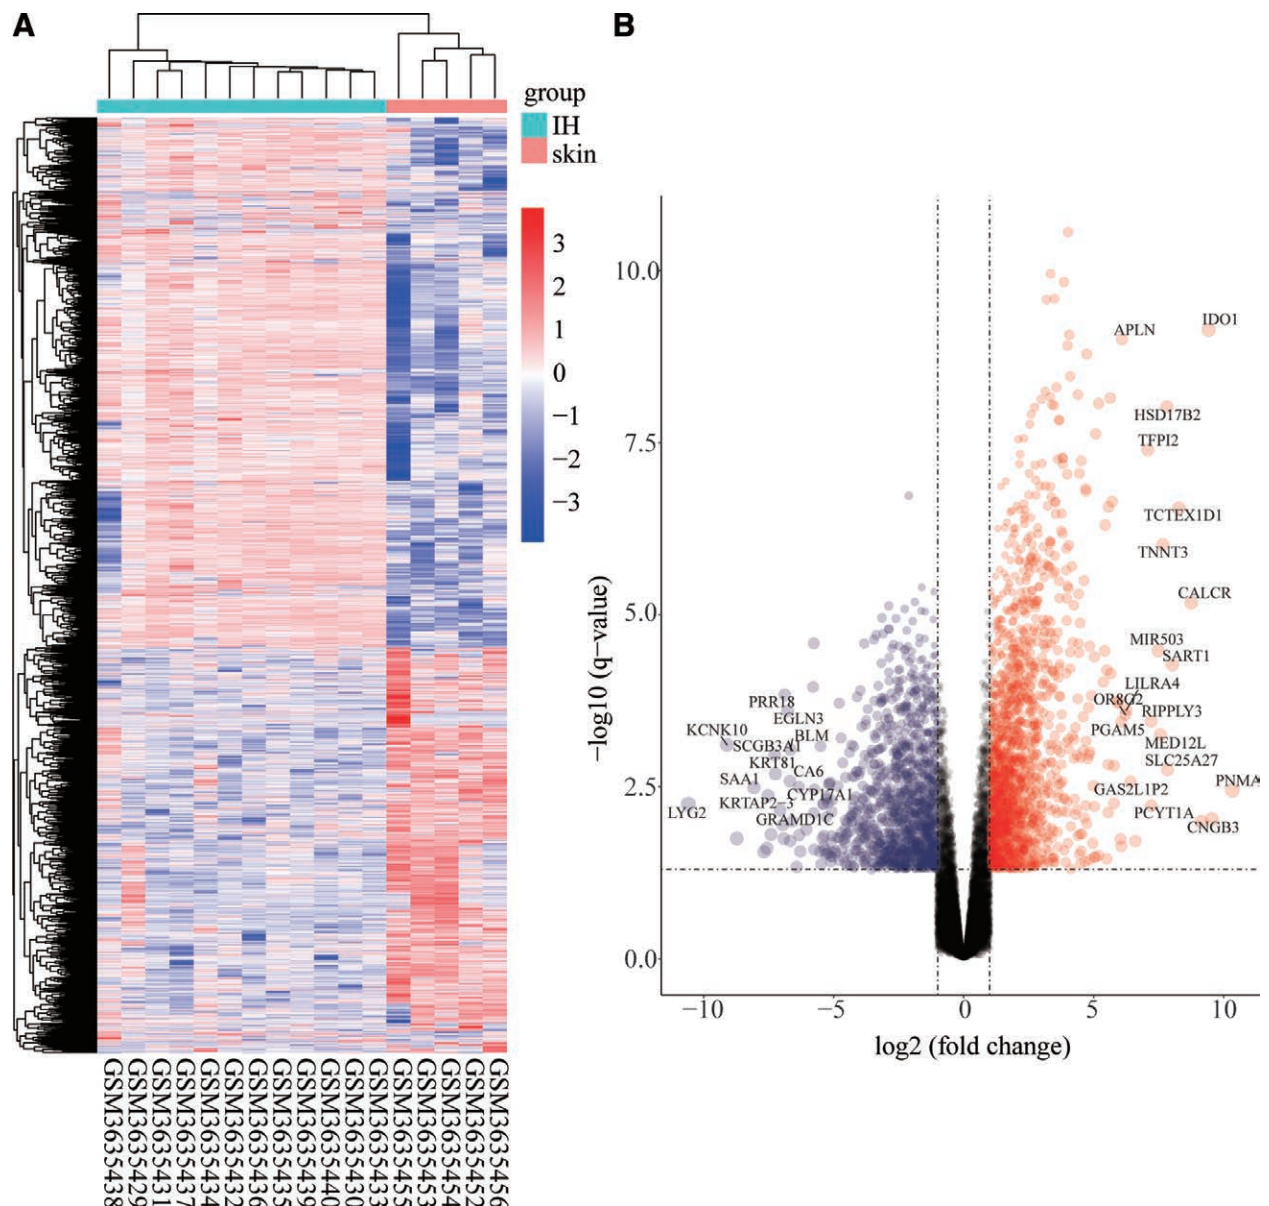 A
group
IH
skin
3
2
1
0
−1
−2
−3
GSM3635438
GSM3635429
GSM3635431
GSM3635437
GSM3635434
GSM3635432
GSM3635436
GSM3635435
GSM3635439
GSM3635440
GSM3635430
GSM3635433
GSM3635455
GSM3635453
GSM3635454
GSM3635452
GSM3635456
B
−log10 (q−value)
10.0
7.5
5.0
2.5
0.0
−10
−5
0
5
10
log2 (fold change)
IDO1
APLN
HSD17B2
TFPI2
TCTEX1D1
TNNT3
CALCR
MIR503
SART1
LILRA4
OR8G2
RIPPLY3
PGAM5
MED12L
SLC25A27
PNMA
GAS2L1P2
PCYT1A
CNGB3
PRR18
EGLN3
KCNK10
BLM
SCGB3A1
KRT81
CA6
SAA1
CYP17A1
KRTAP2−3
LYG2
GRAMD1C